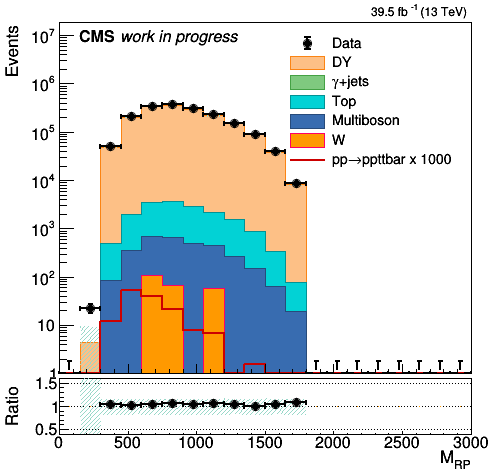 39.5 fb⁻¹ (13 TeV)
CMS work in progress
Events
10⁷
10⁶
10⁵
10⁴
10³
10²
10
1
Data
DY
γ+jets
Top
Multiboson
W
pp→ppttbar x 1000
Ratio
1.5
1
0.5
0 500 1000 1500 2000 2500 3000
M_RP